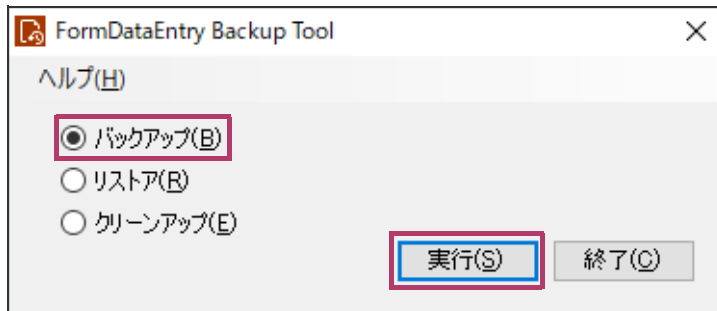 FormDataEntry Backup Tool
ヘルプ(H)
バックアップ(B)
リストア(R)
クリーンアップ(E)
実行(S) 終了(C)